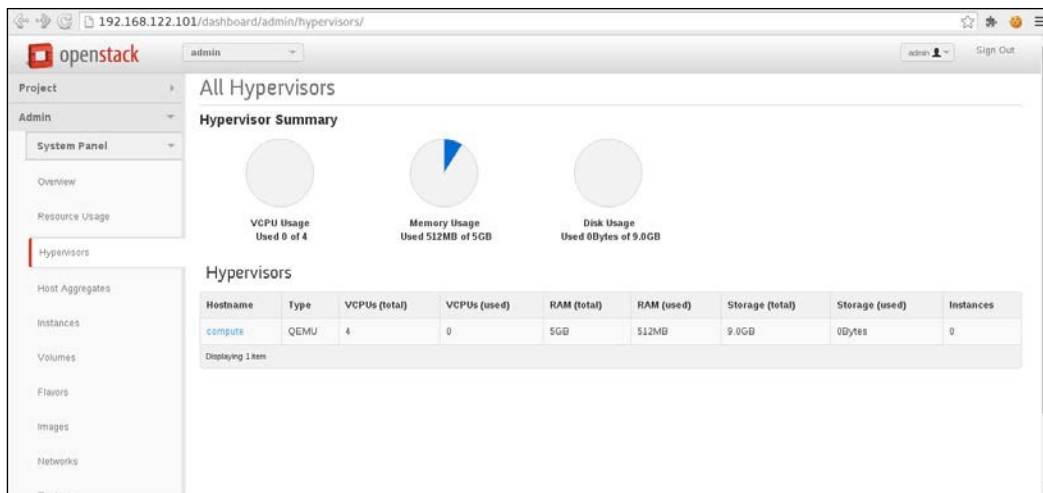 192.168.122.101/dashboard/admin/hypervisors/
openstack
admin
admin
Sign Out
Project
Admin
System Panel
Overview
Resource Usage
Hypervisors
Host Aggregates
Instances
Volumes
Flavors
Images
Networks
All Hypervisors
Hypervisor Summary
VCPU Usage
Used 0 of 4
Memory Usage
Used 512MB of 5GB
Disk Usage
Used 0Bytes of 9.0GB
Hypervisors
Hostname Type VCPUs (total) VCPUs (used) RAM (total) RAM (used) Storage (total) Storage (used) Instances
compute QEMU 4 0 5GB 512MB 9.0GB 0Bytes 0
Displaying 1 item